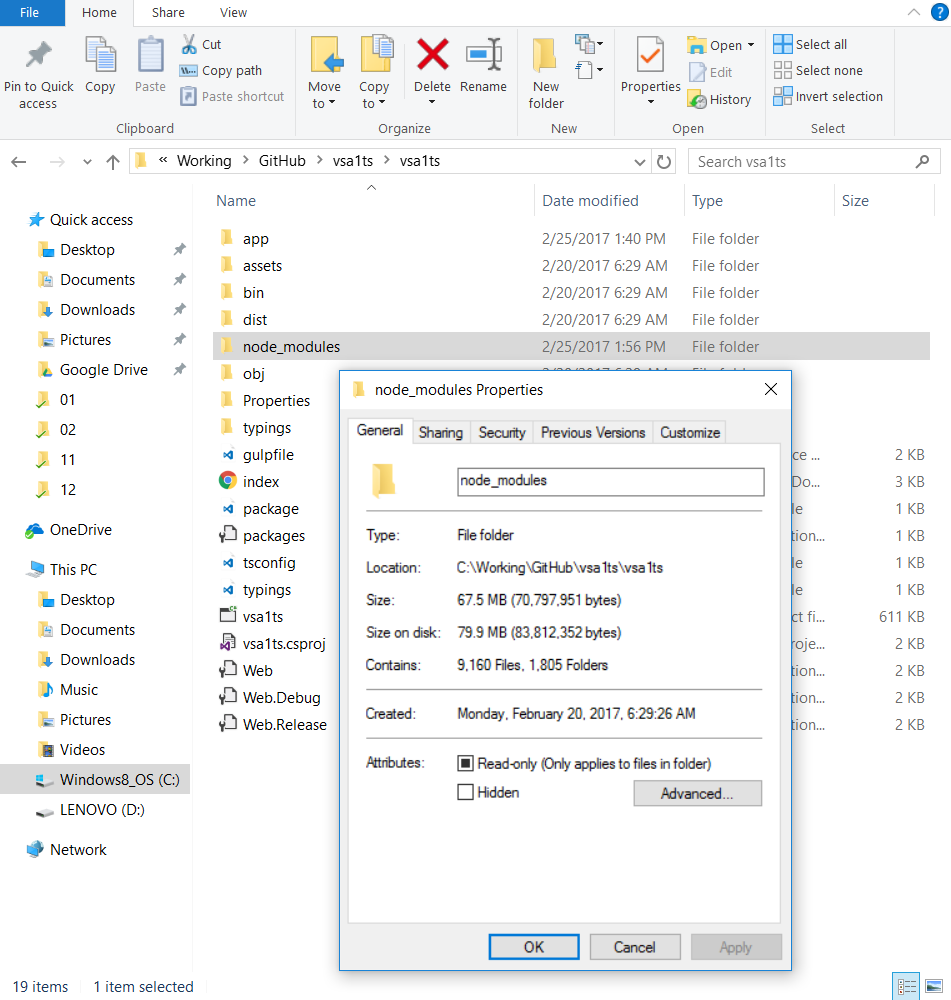 File Home Share View
Pin to Quick access
Copy
Paste
Cut
Copy path
Paste shortcut
Clipboard
Move to
Copy to
Delete
Rename
Organize
New folder
New
Properties
Open
Edit
History
Open
Select all
Select none
Invert selection
Select
« Working > GitHub > vsa1ts > vsa1ts
Search vsa1ts
Quick access
Desktop
Documents
Downloads
Pictures
Google Drive
01
02
11
12
OneDrive
This PC
Desktop
Documents
Downloads
Music
Pictures
Videos
Windows8_OS (C:)
LENOVO (D:)
Network
Name Date modified Type Size
app 2/25/2017 1:40 PM File folder
assets 2/20/2017 6:29 AM File folder
bin 2/20/2017 6:29 AM File folder
dist 2/20/2017 6:29 AM File folder
node_modules 2/25/2017 1:56 PM File folder
obj
Properties
typings
gulpfile ce ... 2 KB
index Do... 3 KB
package le 1 KB
packages tion... 1 KB
tsconfig le 1 KB
typings le 1 KB
vsa1ts ct fi... 611 KB
vsa1ts.csproj roje... 2 KB
Web tion... 2 KB
Web.Debug tion... 2 KB
Web.Release tion... 2 KB
node_modules Properties
General Sharing Security Previous Versions Customize
node_modules
Type: File folder
Location: C:\Working\GitHub\vsa1ts\vsa1ts
Size: 67.5 MB (70,797,951 bytes)
Size on disk: 79.9 MB (83,812,352 bytes)
Contains: 9,160 Files, 1,805 Folders
Created: Monday, February 20, 2017, 6:29:26 AM
Attributes: Read-only (Only applies to files in folder)
Hidden Advanced...
OK Cancel Apply
19 items 1 item selected